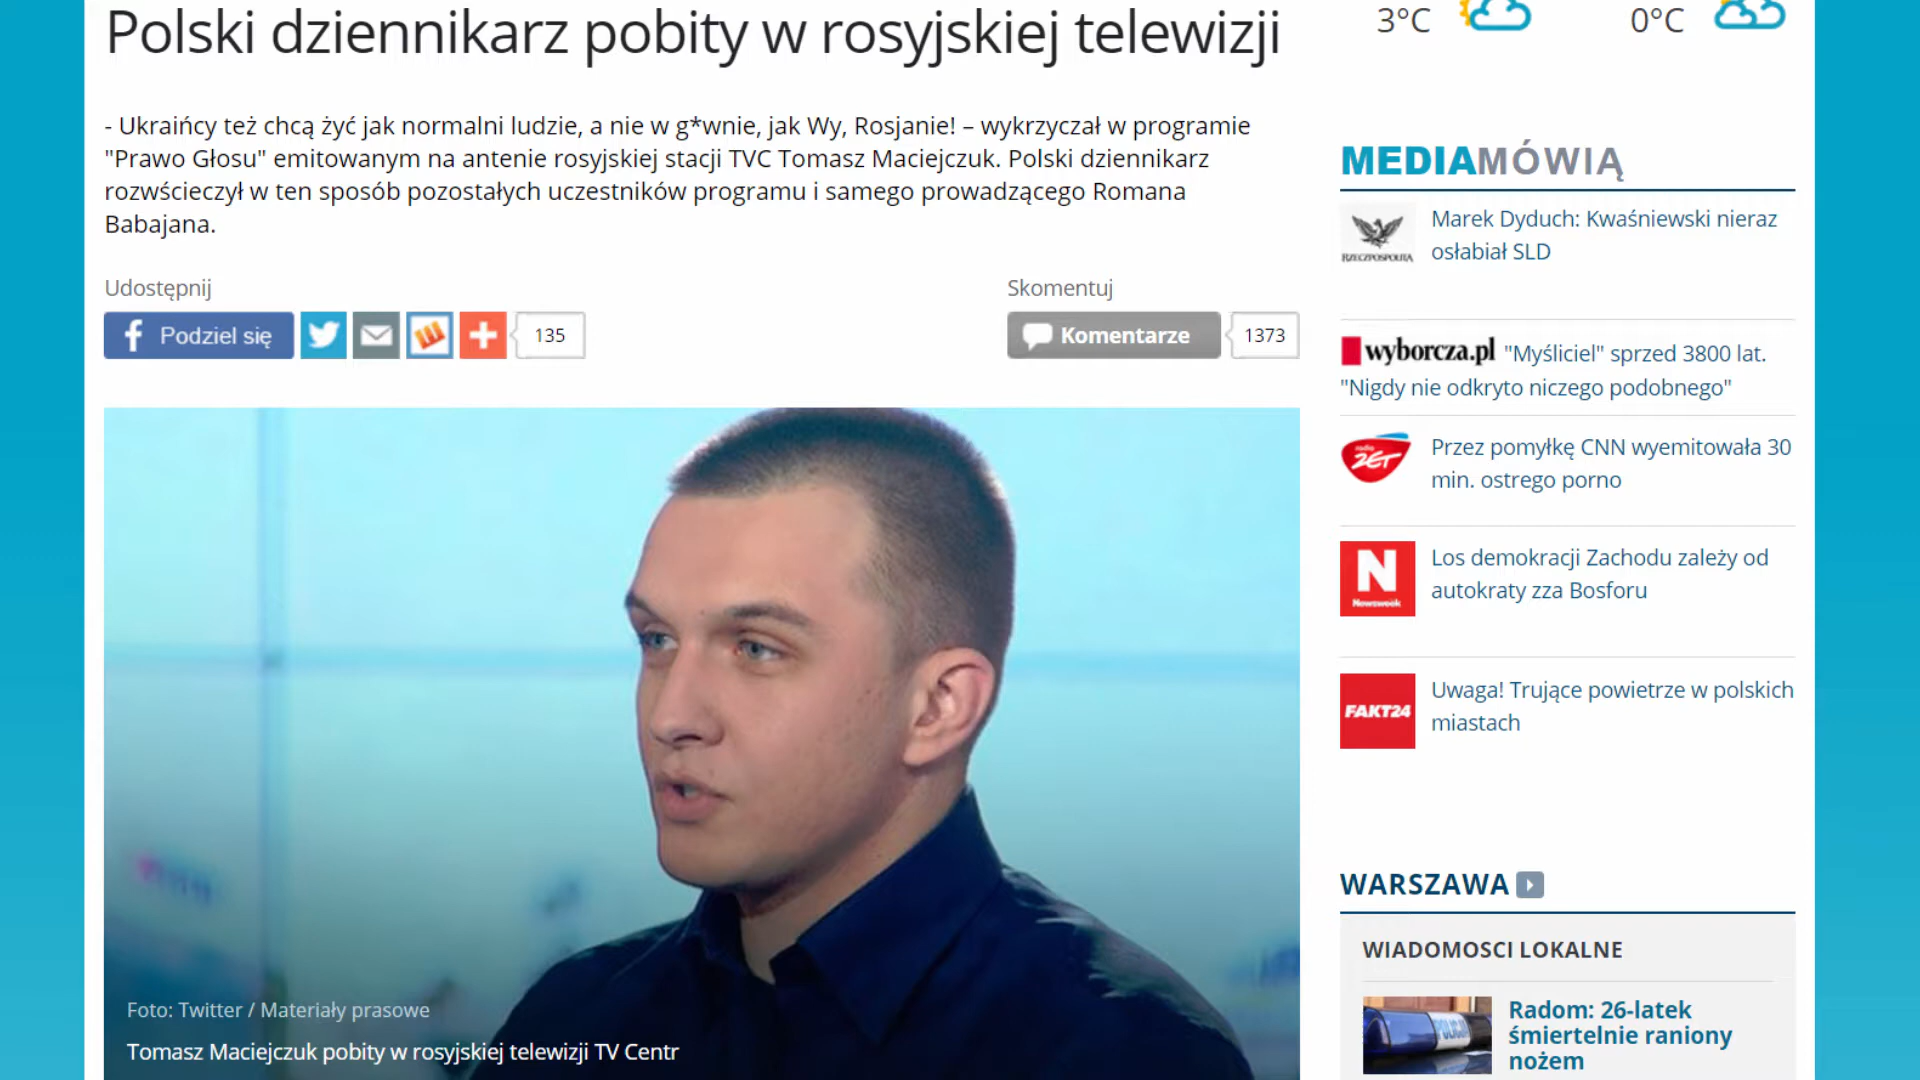 Polski dziennikarz pobity w rosyjskiej telewizji
- Ukraińcy też chcą żyć jak normalni ludzie, a nie w g*wnie, jak Wy, Rosjanie! – wykrzyczał w programie
"Prawo Głosu" emitowanym na antenie rosyjskiej stacji TVC Tomasz Maciejczuk. Polski dziennikarz
rozwścieczył w ten sposób pozostałych uczestników programu i samego prowadzącego Romana
Babajana.
Udostępnij
Podziel się
135
Skomentuj
Komentarze
1373
Foto: Twitter / Materiały prasowe
Tomasz Maciejczuk pobity w rosyjskiej telewizji TV Centr
3°C
0°C
MEDIAMÓWIĄ
RZECZPOSPOLITA
Marek Dyduch: Kwaśniewski nieraz
osłabiał SLD
wyborcza.pl "Myśliciel" sprzed 3800 lat.
"Nigdy nie odkryto niczego podobnego"
radio
ZET
Przez pomyłkę CNN wyemitowała 30
min. ostrego porno
N
Newsweek
Los demokracji Zachodu zależy od
autokraty zza Bosforu
FAKT24
Uwaga! Trujące powietrze w polskich
miastach
WARSZAWA
WIADOMOSCI LOKALNE
POLICJA
Radom: 26-latek
śmiertelnie raniony
nożem